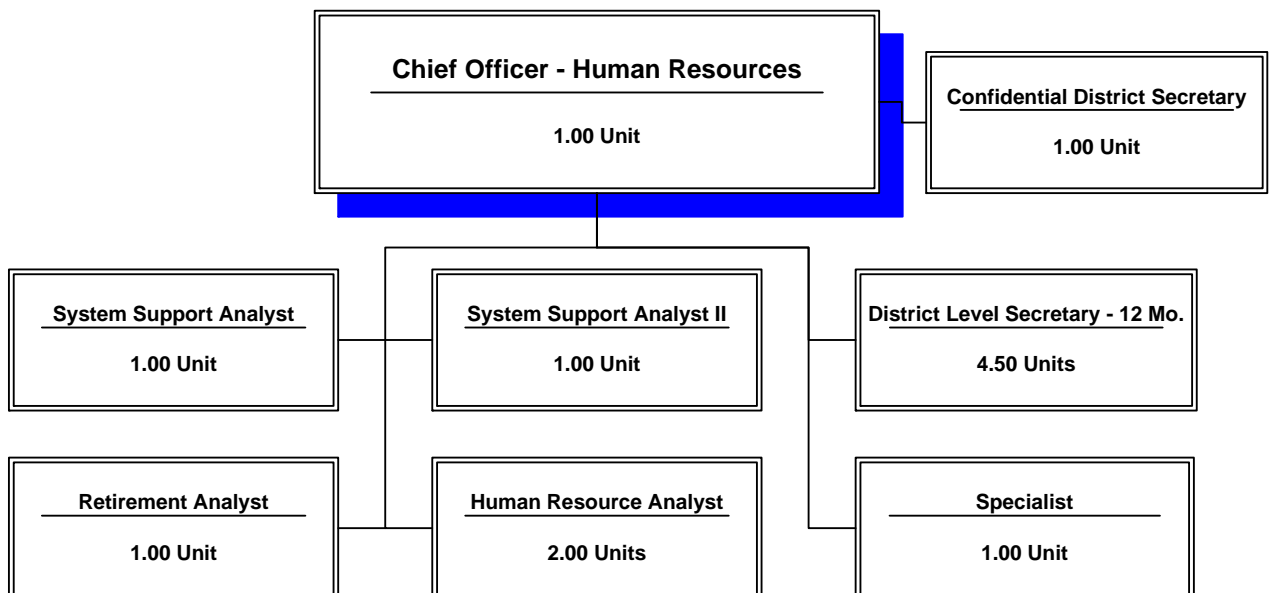 Chief Officer - Human Resources
1.00 Unit
Confidential District Secretary
1.00 Unit
System Support Analyst
1.00 Unit
System Support Analyst II
1.00 Unit
District Level Secretary - 12 Mo.
4.50 Units
Retirement Analyst
1.00 Unit
Human Resource Analyst
2.00 Units
Specialist
1.00 Unit